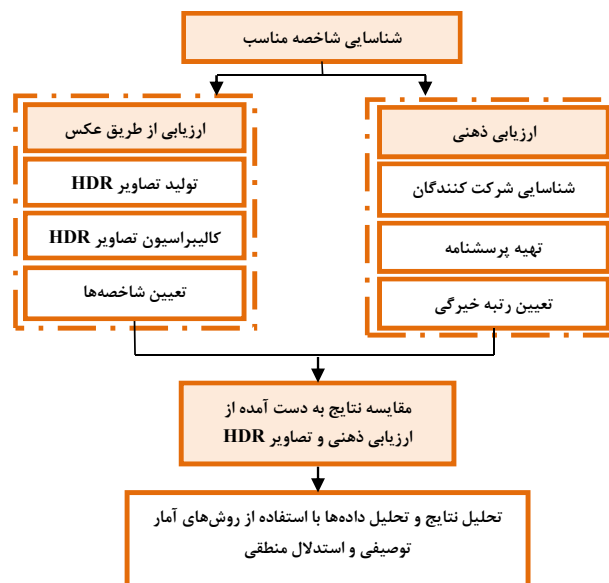 شناسایی شاخصه مناسب
ارزیابی ذهنی
شناسایی شرکت کنندگان
تهیه پرسشنامه
تعیین رتبه خیرگی
ارزیابی از طریق عکس
تولید تصاویر HDR
کالیبراسیون تصاویر HDR
تعیین شاخصه‌ها
مقایسه نتایج به دست آمده از
ارزیابی ذهنی و تصاویر HDR
تحلیل نتایج و تحلیل داده‌ها با استفاده از روش‌های آمار
توصیفی و استدلال منطقی